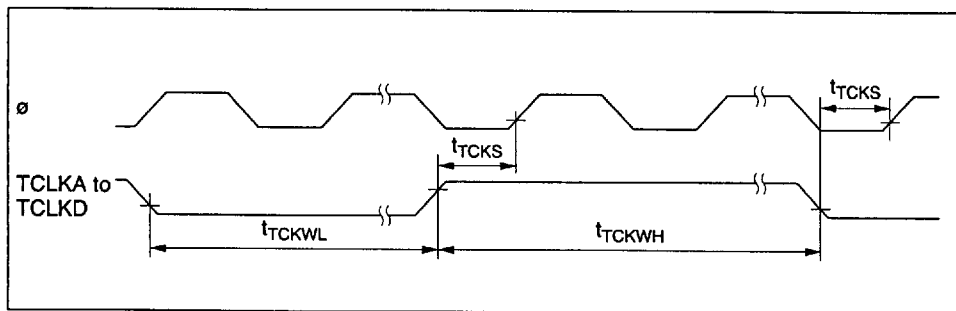 ø
tTCKS
tTCKS
TCLKA to
TCLKD
tTCKWL
tTCKWH